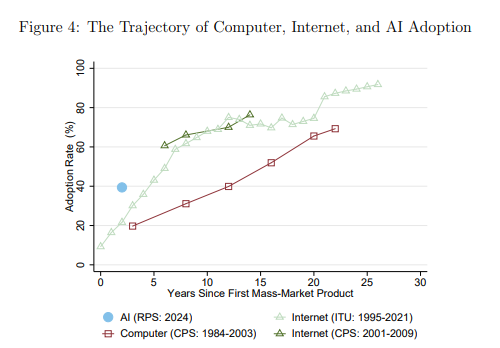 Figure 4: The Trajectory of Computer, Internet, and AI Adoption
100
80
60
40
20
0
Adoption Rate (%)
0 5 10 15 20 25 30
Years Since First Mass-Market Product
AI (RPS: 2024) Internet (ITU: 1995-2021)
Computer (CPS: 1984-2003) Internet (CPS: 2001-2009)